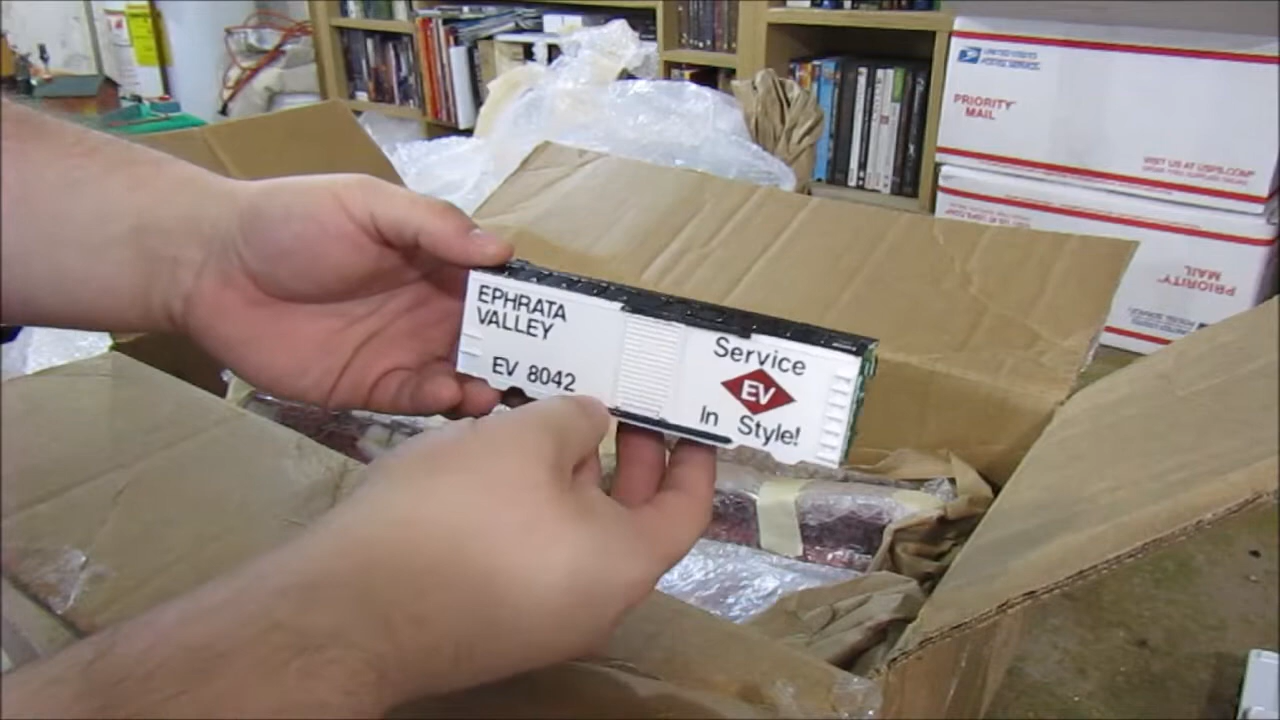 EPHRATA
VALLEY
EV 8042
Service
EV
In Style!
UNITED STATES
POSTAL SERVICE
PRIORITY
MAIL
VISIT US AT USPS.COM
PRIORITY
MAIL